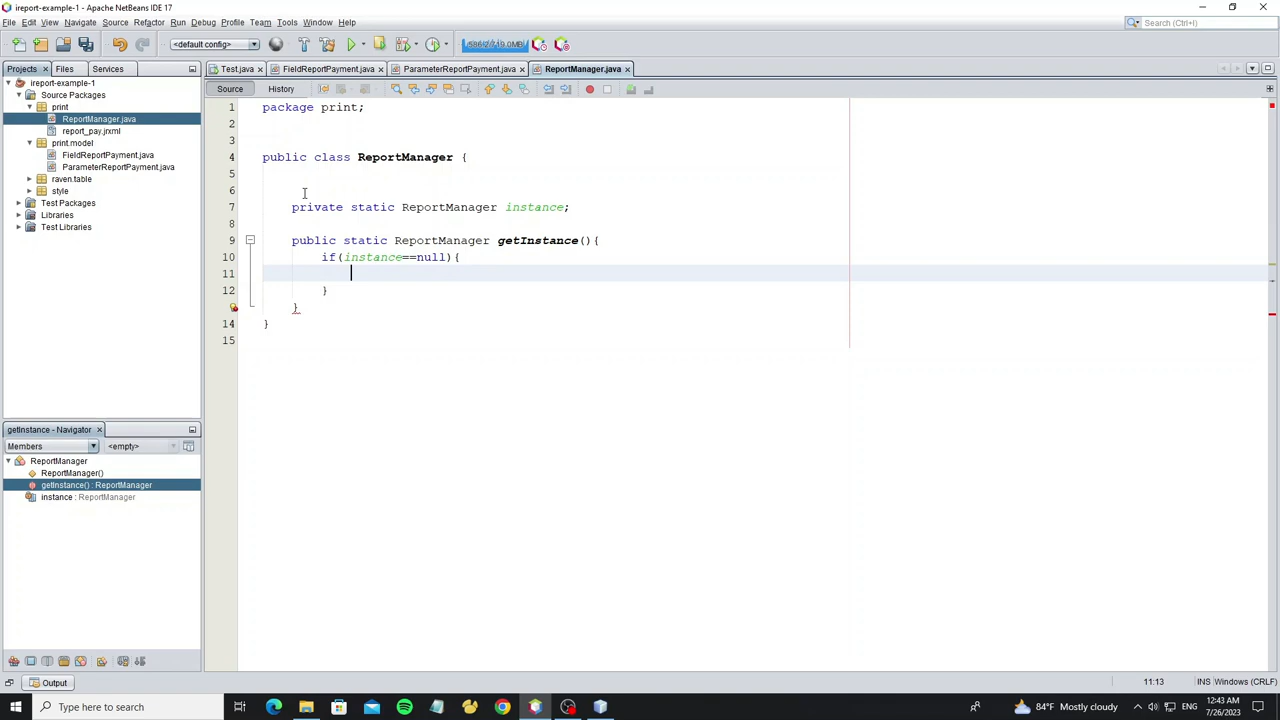 ireport-example-1 - Apache NetBeans IDE 17
File Edit View Navigate Source Refactor Run Debug Profile Team Tools Window Help
Search (Ctrl+I)
<default config>
Projects
Files
Services
Test.java
FieldReportPayment.java
ParameterReportPayment.java
ReportManager.java
Source
History
ireport-example-1
Source Packages
print
ReportManager.java
report_pay.jrxml
print.model
FieldReportPayment.java
ParameterReportPayment.java
raven.table
style
Test Packages
Libraries
Test Libraries
1 package print;
2
3
4 public class ReportManager {
5
6
7 private static ReportManager instance;
8
9 public static ReportManager getInstance(){
10 if(instance==null){
11
12 }
}
14 }
15
getInstance - Navigator
Members
<empty>
ReportManager
ReportManager()
getInstance() : ReportManager
instance : ReportManager
Output
11:13
INS
Windows (CRLF)
Type here to search
84°F Mostly cloudy
ENG
12:43 AM
7/26/2023